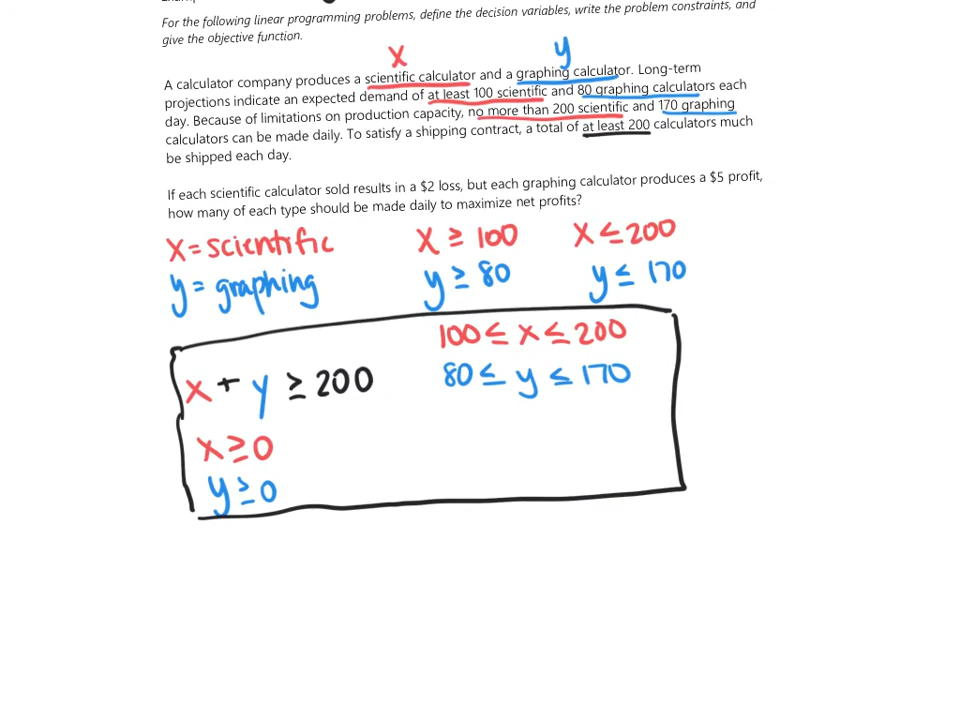 For the following linear programming problems, define the decision variables, write the problem constraints, and
give the objective function.
x y
A calculator company produces a scientific calculator and a graphing calculator. Long-term
projections indicate an expected demand of at least 100 scientific and 80 graphing calculators each
day. Because of limitations on production capacity, no more than 200 scientific and 170 graphing
calculators can be made daily. To satisfy a shipping contract, a total of at least 200 calculators much
be shipped each day.
If each scientific calculator sold results in a $2 loss, but each graphing calculator produces a $5 profit,
how many of each type should be made daily to maximize net profits?
x = scientific x ≥ 100 x ≤ 200
y = graphing y ≥ 80 y ≤ 170
100 ≤ x ≤ 200
x + y ≥ 200 80 ≤ y ≤ 170
x ≥ 0
y ≥ 0